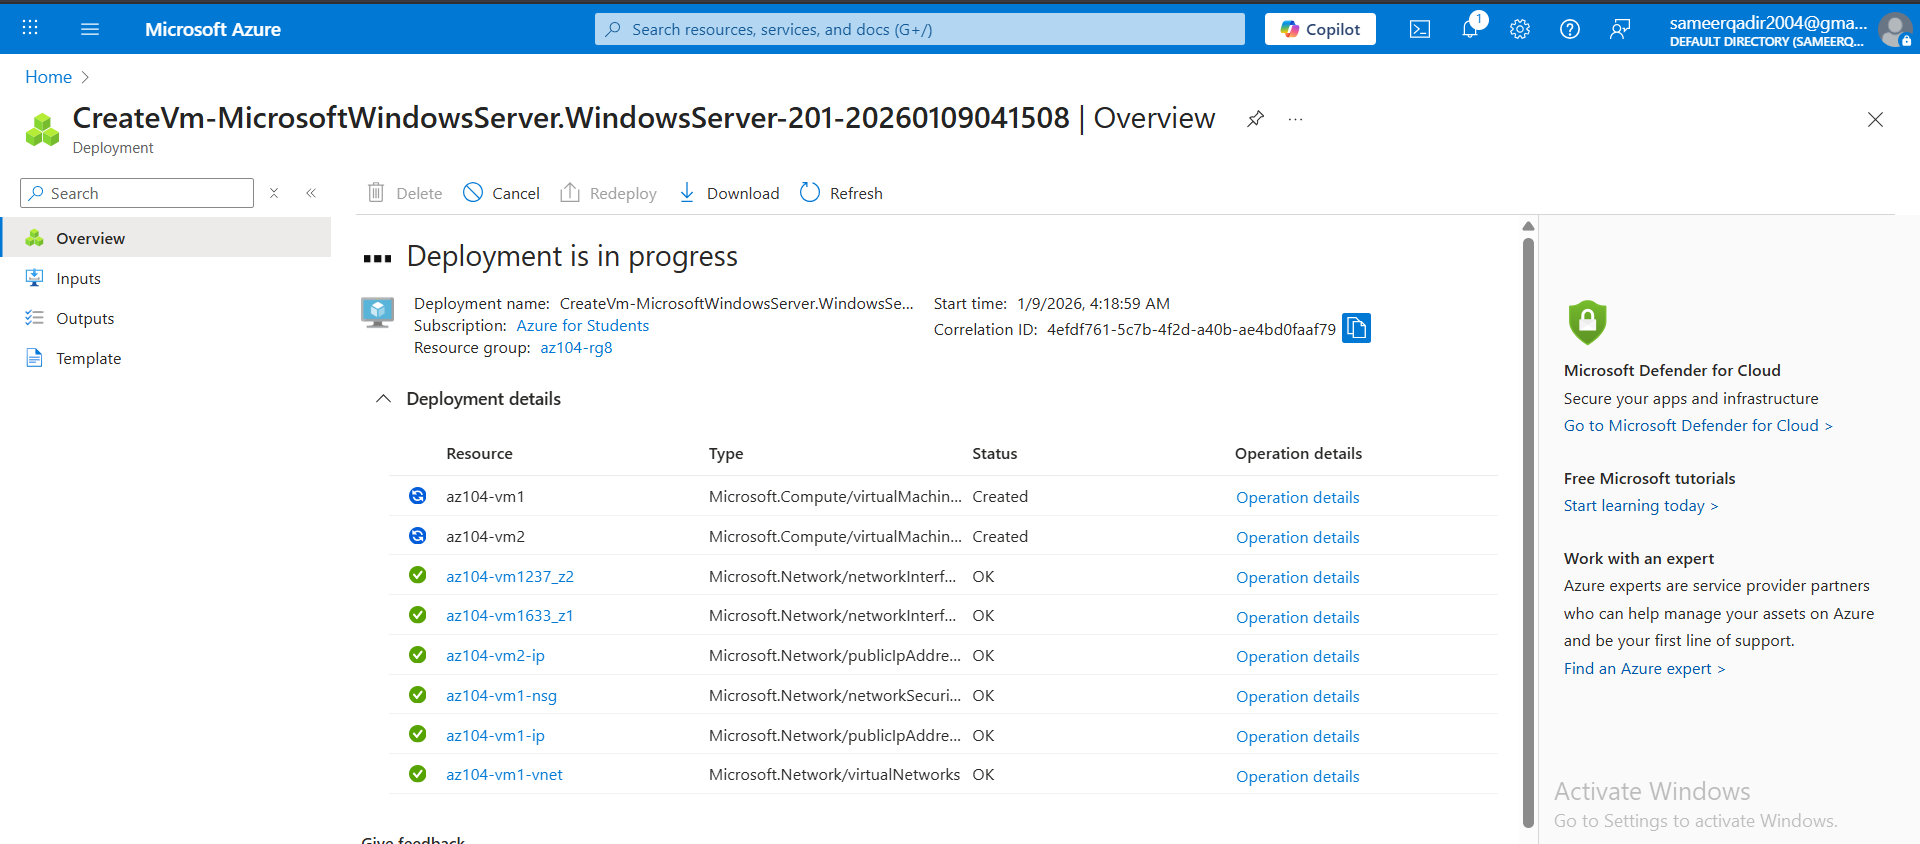 Microsoft Azure
Search resources, services, and docs (G+/)
Copilot
1
sameerqadir2004@gma...
DEFAULT DIRECTORY (SAMEERQ...
Home
CreateVm-MicrosoftWindowsServer.WindowsServer-201-20260109041508 | Overview
Deployment
Search
Delete
Cancel
Redeploy
Download
Refresh
Overview
Inputs
Outputs
Template
Deployment is in progress
Deployment name: CreateVm-MicrosoftWindowsServer.WindowsSe...
Subscription: Azure for Students
Resource group: az104-rg8
Start time: 1/9/2026, 4:18:59 AM
Correlation ID: 4efdf761-5c7b-4f2d-a40b-ae4bd0faaf79
Deployment details
Resource Type Status Operation details
az104-vm1 Microsoft.Compute/virtualMachin... Created Operation details
az104-vm2 Microsoft.Compute/virtualMachin... Created Operation details
az104-vm1237_z2 Microsoft.Network/networkInterf... OK Operation details
az104-vm1633_z1 Microsoft.Network/networkInterf... OK Operation details
az104-vm2-ip Microsoft.Network/publicIpAddre... OK Operation details
az104-vm1-nsg Microsoft.Network/networkSecuri... OK Operation details
az104-vm1-ip Microsoft.Network/publicIpAddre... OK Operation details
az104-vm1-vnet Microsoft.Network/virtualNetworks OK Operation details
Give feedback
Microsoft Defender for Cloud
Secure your apps and infrastructure
Go to Microsoft Defender for Cloud >
Free Microsoft tutorials
Start learning today >
Work with an expert
Azure experts are service provider partners
who can help manage your assets on Azure
and be your first line of support.
Find an Azure expert >
Activate Windows
Go to Settings to activate Windows.